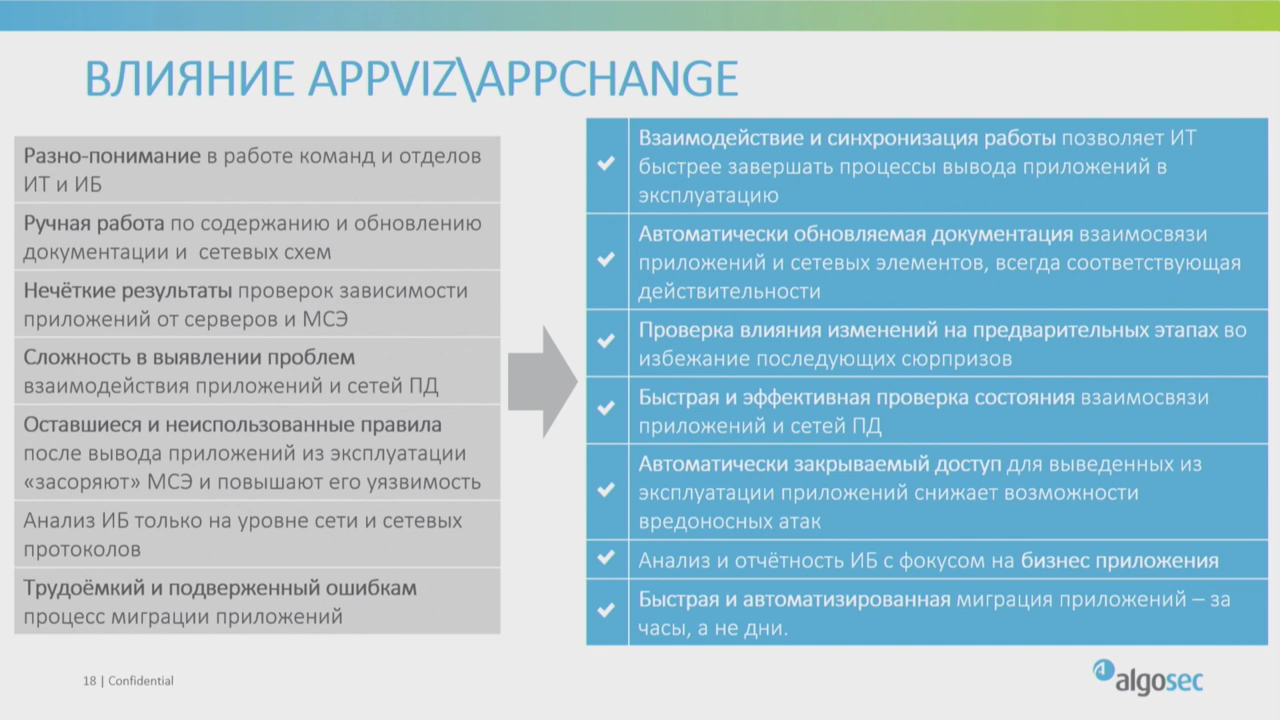 ВЛИЯНИЕ APPVIZ\APPCHANGE
Разно-понимание в работе команд и отделов
ИТ и ИБ
Ручная работа по содержанию и обновлению
документации и сетевых схем
Нечёткие результаты проверок зависимости
приложений от серверов и МСЭ
Сложность в выявлении проблем
взаимодействия приложений и сетей ПД
Оставшиеся и неиспользованные правила
после вывода приложений из эксплуатации
«засоряют» МСЭ и повышают его уязвимость
Анализ ИБ только на уровне сети и сетевых
протоколов
Трудоёмкий и подверженный ошибкам
процесс миграции приложений
Взаимодействие и синхронизация работы позволяет ИТ
быстрее завершать процессы вывода приложений в
эксплуатацию
Автоматически обновляемая документация взаимосвязи
приложений и сетевых элементов, всегда соответствующая
действительности
Проверка влияния изменений на предварительных этапах во
избежание последующих сюрпризов
Быстрая и эффективная проверка состояния взаимосвязи
приложений и сетей ПД
Автоматически закрываемый доступ для выведенных из
эксплуатации приложений снижает возможности
вредоносных атак
Анализ и отчётность ИБ с фокусом на бизнес приложения
Быстрая и автоматизированная миграция приложений – за
часы, а не дни.
18 | Confidential
algosec